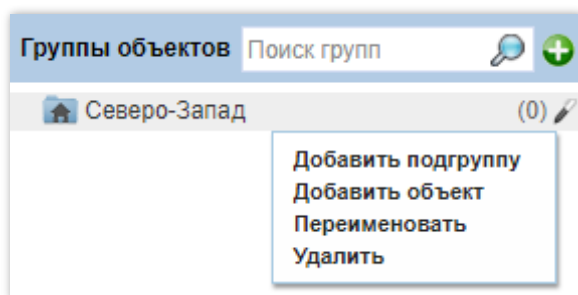 Группы объектов Поиск групп
Северо-Запад (0)
Добавить подгруппу
Добавить объект
Переименовать
Удалить